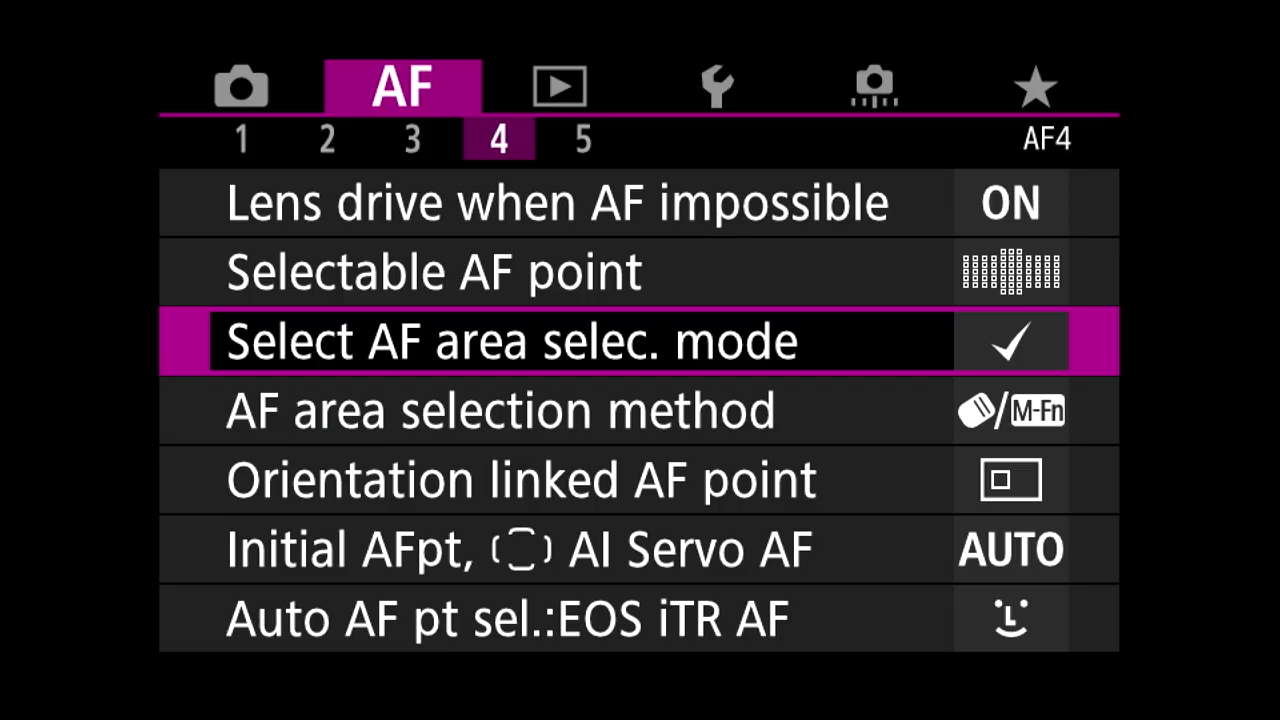 AF
1 2 3 4 5 AF4
Lens drive when AF impossible ON
Selectable AF point
Select AF area selec. mode
AF area selection method /M-Fn
Orientation linked AF point
Initial AFpt, AI Servo AF AUTO
Auto AF pt sel.:EOS iTR AF